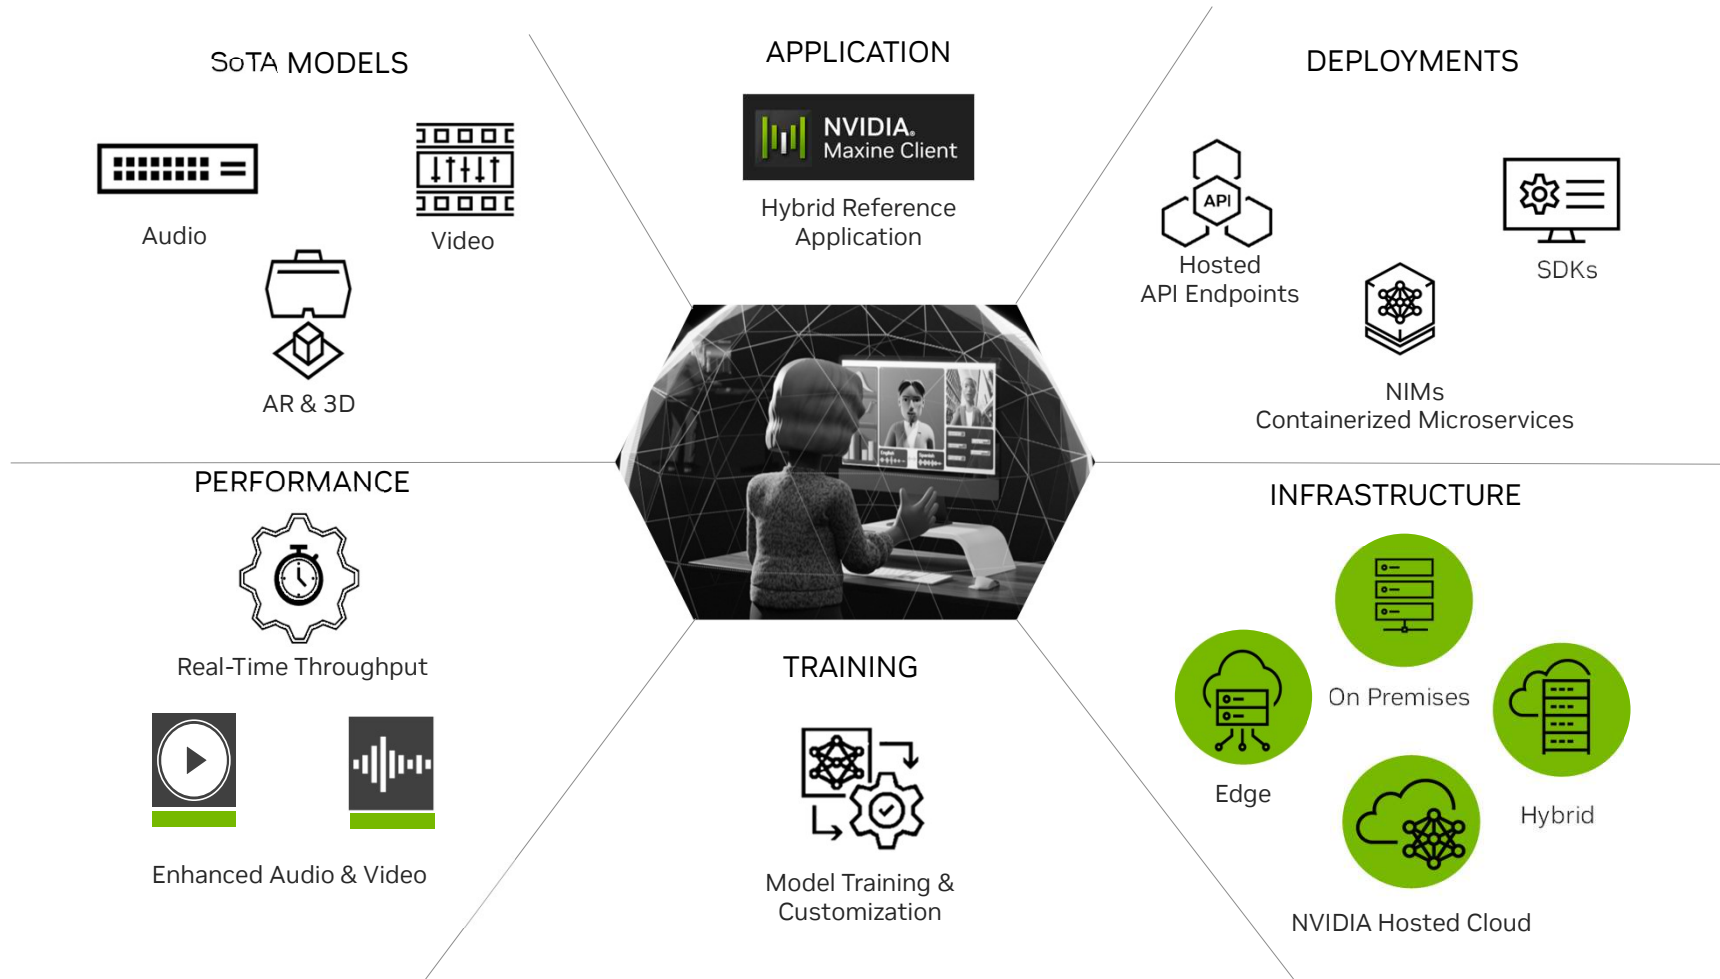 SoTA MODELS
Audio
Video
AR & 3D
APPLICATION
NVIDIA®
Maxine Client
Hybrid Reference
Application
DEPLOYMENTS
API
Hosted
API Endpoints
SDKs
NIMs
Containerized Microservices
English
Spanish
PERFORMANCE
Real-Time Throughput
Enhanced Audio & Video
TRAINING
Model Training &
Customization
INFRASTRUCTURE
On Premises
Edge
Hybrid
NVIDIA Hosted Cloud